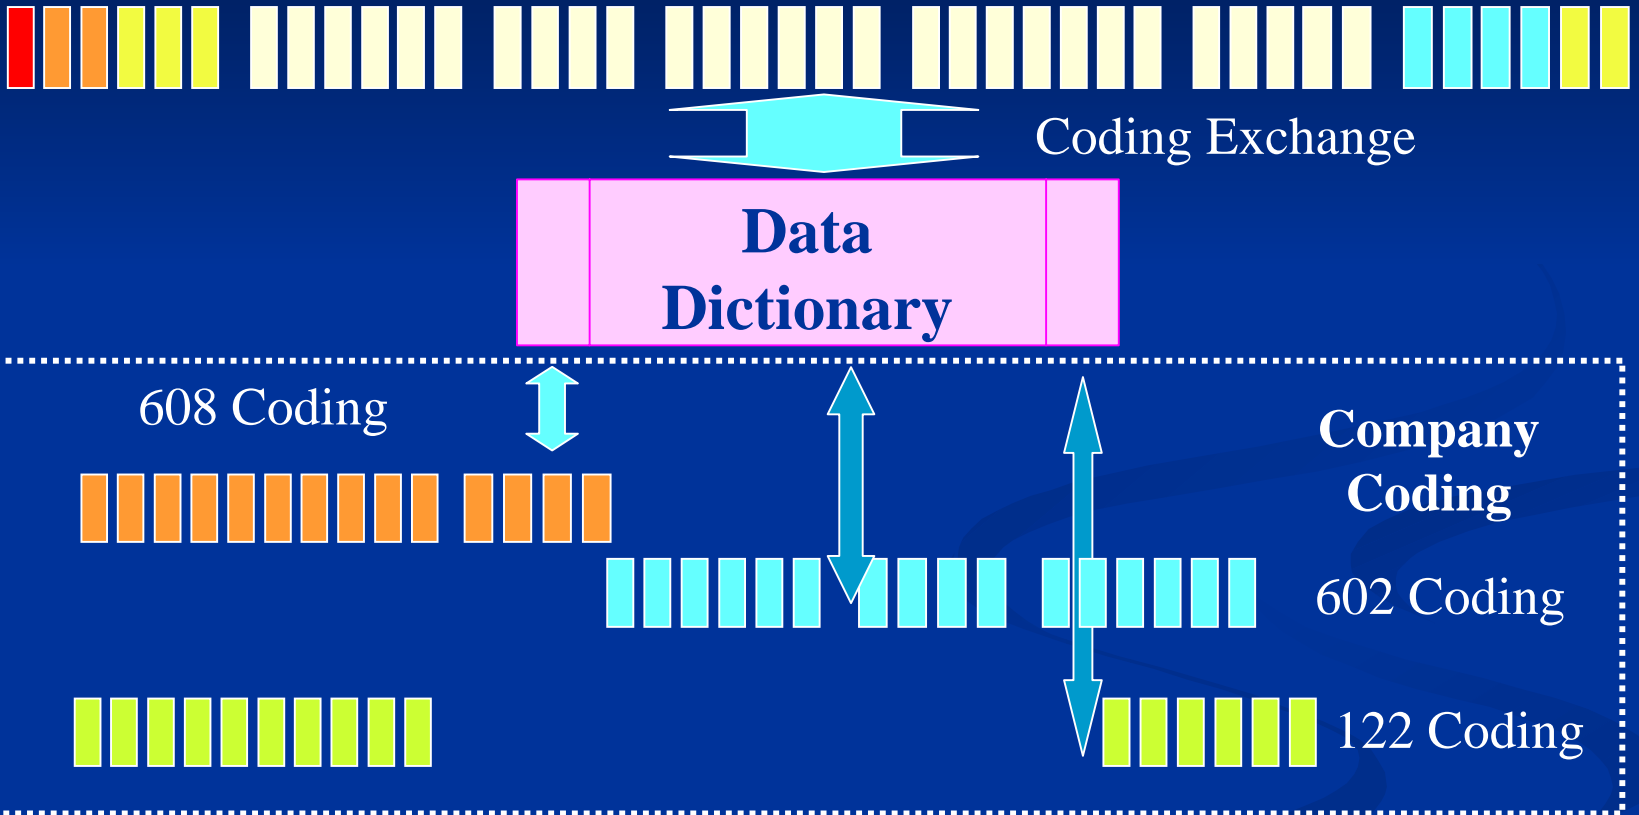 Coding Exchange
Data
Dictionary
608 Coding
Company
Coding
602 Coding
122 Coding